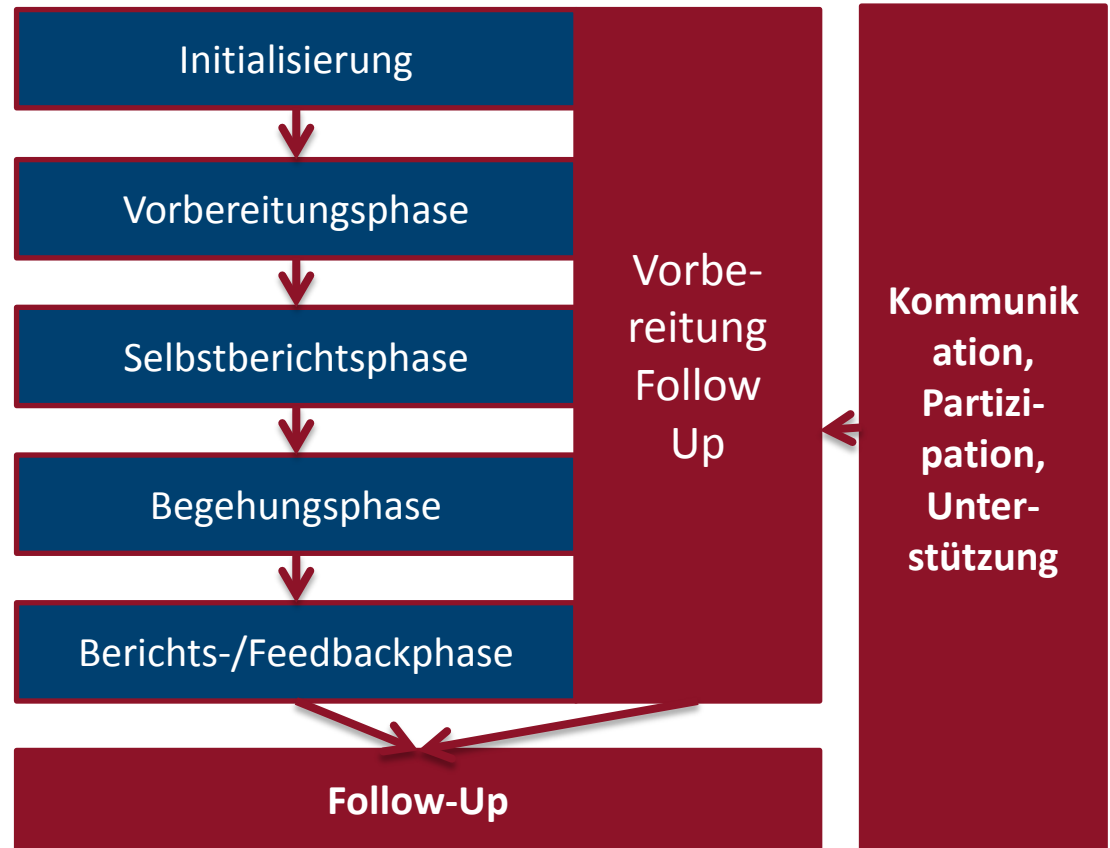 Initialisierung
Vorbereitungsphase
Selbstberichtsphase
Begehungsphase
Berichts-/Feedbackphase
Vorbe-
reitung
Follow
Up
Kommunik
ation,
Partizi-
pation,
Unter-
stützung
Follow-Up